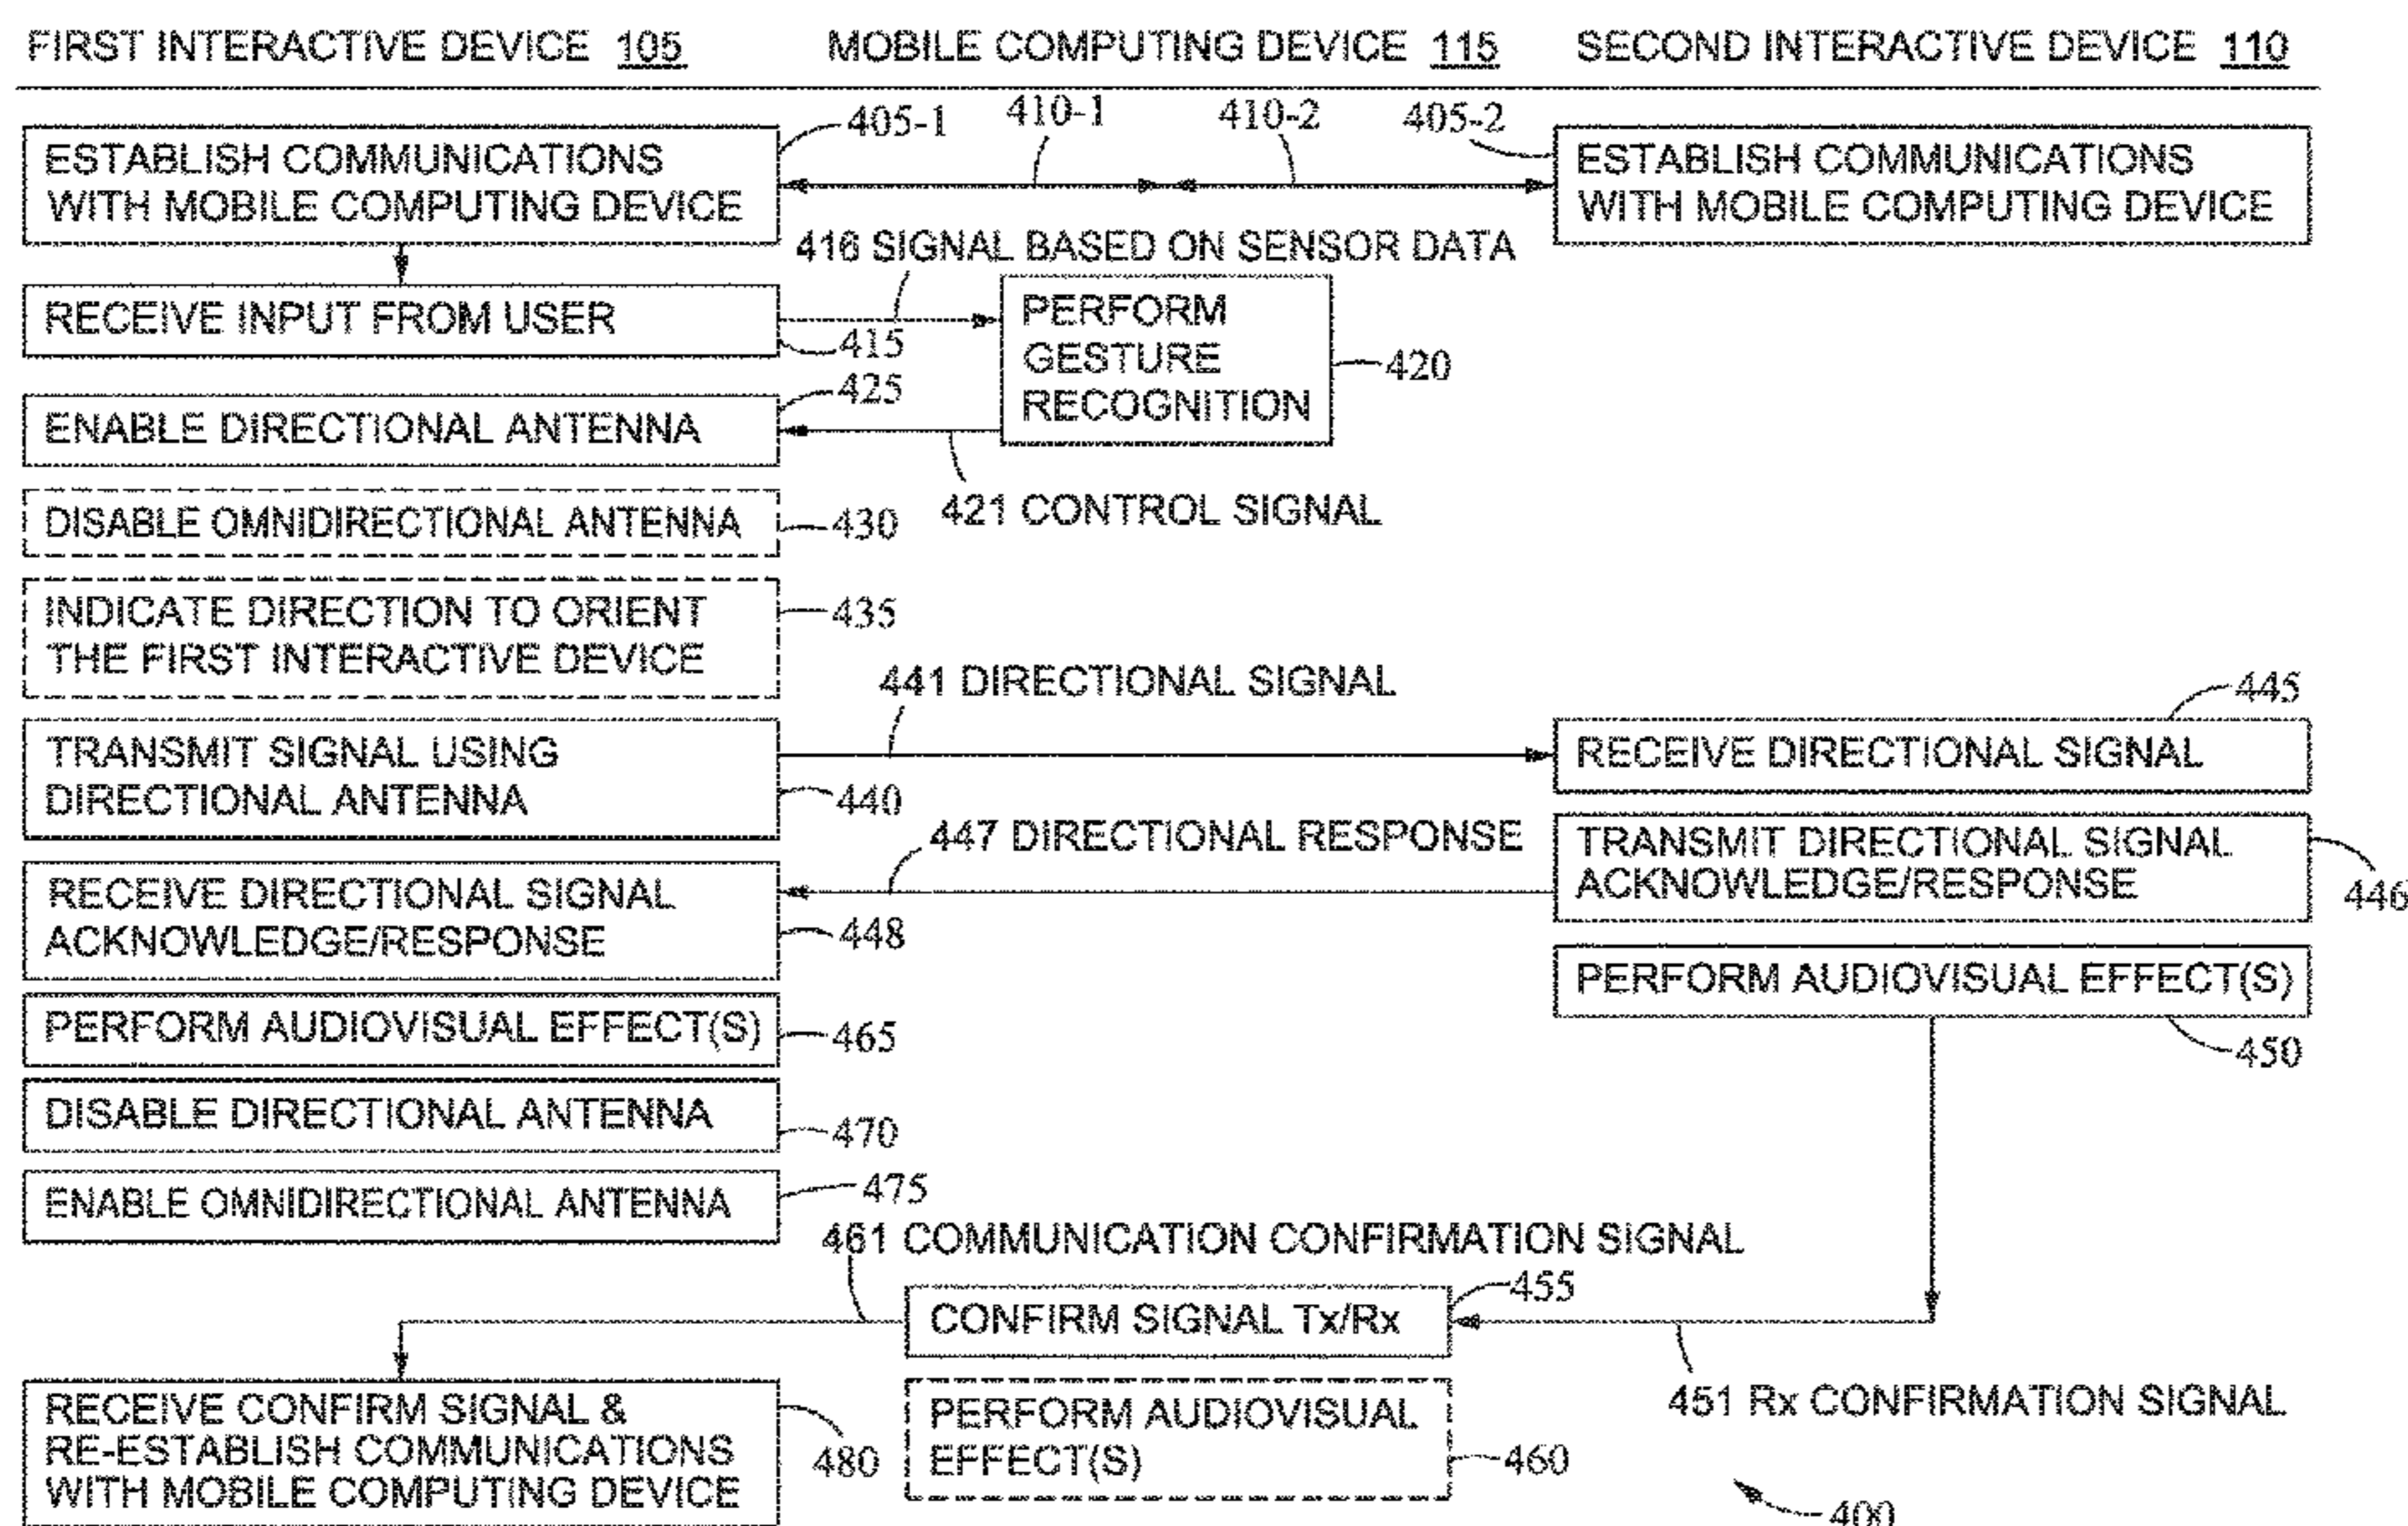 FIRST INTERACTIVE DEVICE 105 MOBILE COMPUTING DEVICE 115 SECOND INTERACTIVE DEVICE 110
405-1 410-1 410-2 405-2
ESTABLISH COMMUNICATIONS
WITH MOBILE COMPUTING DEVICE
ESTABLISH COMMUNICATIONS
WITH MOBILE COMPUTING DEVICE
416 SIGNAL BASED ON SENSOR DATA
RECEIVE INPUT FROM USER
415
PERFORM
GESTURE
RECOGNITION
420
425
ENABLE DIRECTIONAL ANTENNA
421 CONTROL SIGNAL
DISABLE OMNIDIRECTIONAL ANTENNA
430
INDICATE DIRECTION TO ORIENT
THE FIRST INTERACTIVE DEVICE
435
441 DIRECTIONAL SIGNAL
445
TRANSMIT SIGNAL USING
DIRECTIONAL ANTENNA
440
RECEIVE DIRECTIONAL SIGNAL
447 DIRECTIONAL RESPONSE
TRANSMIT DIRECTIONAL SIGNAL
ACKNOWLEDGE/RESPONSE
446
RECEIVE DIRECTIONAL SIGNAL
ACKNOWLEDGE/RESPONSE
448
PERFORM AUDIOVISUAL EFFECT(S)
450
PERFORM AUDIOVISUAL EFFECT(S)
465
DISABLE DIRECTIONAL ANTENNA
470
ENABLE OMNIDIRECTIONAL ANTENNA
475
461 COMMUNICATION CONFIRMATION SIGNAL
455
CONFIRM SIGNAL Tx/Rx
451 Rx CONFIRMATION SIGNAL
RECEIVE CONFIRM SIGNAL &
RE-ESTABLISH COMMUNICATIONS
WITH MOBILE COMPUTING DEVICE
480
PERFORM AUDIOVISUAL
EFFECT(S)
460
400